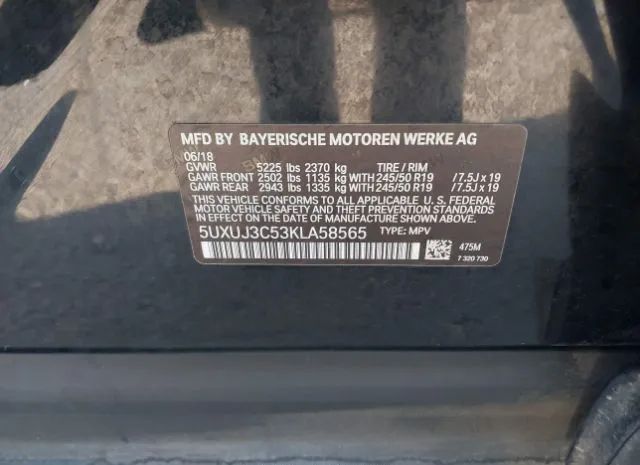 MFD BY BAYERISCHE MOTOREN WERKE AG
06/18
GVWR 5225 lbs 2370 kg TIRE / RIM
GAWR FRONT 2502 lbs 1135 kg WITH 245/50 R19 /7.5J x 19
GAWR REAR 2943 lbs 1335 kg WITH 245/50 R19 /7.5J x 19
THIS VEHICLE CONFORMS TO ALL APPLICABLE U. S. FEDERAL
MOTOR VEHICLE SAFETY AND THEFT PREVENTION STANDARDS
IN EFFECT ON THE DATE OF MANUFACTURE SHOWN ABOVE.
5UXUJ3C53KLA58565 TYPE: MPV
475M
7 320 730